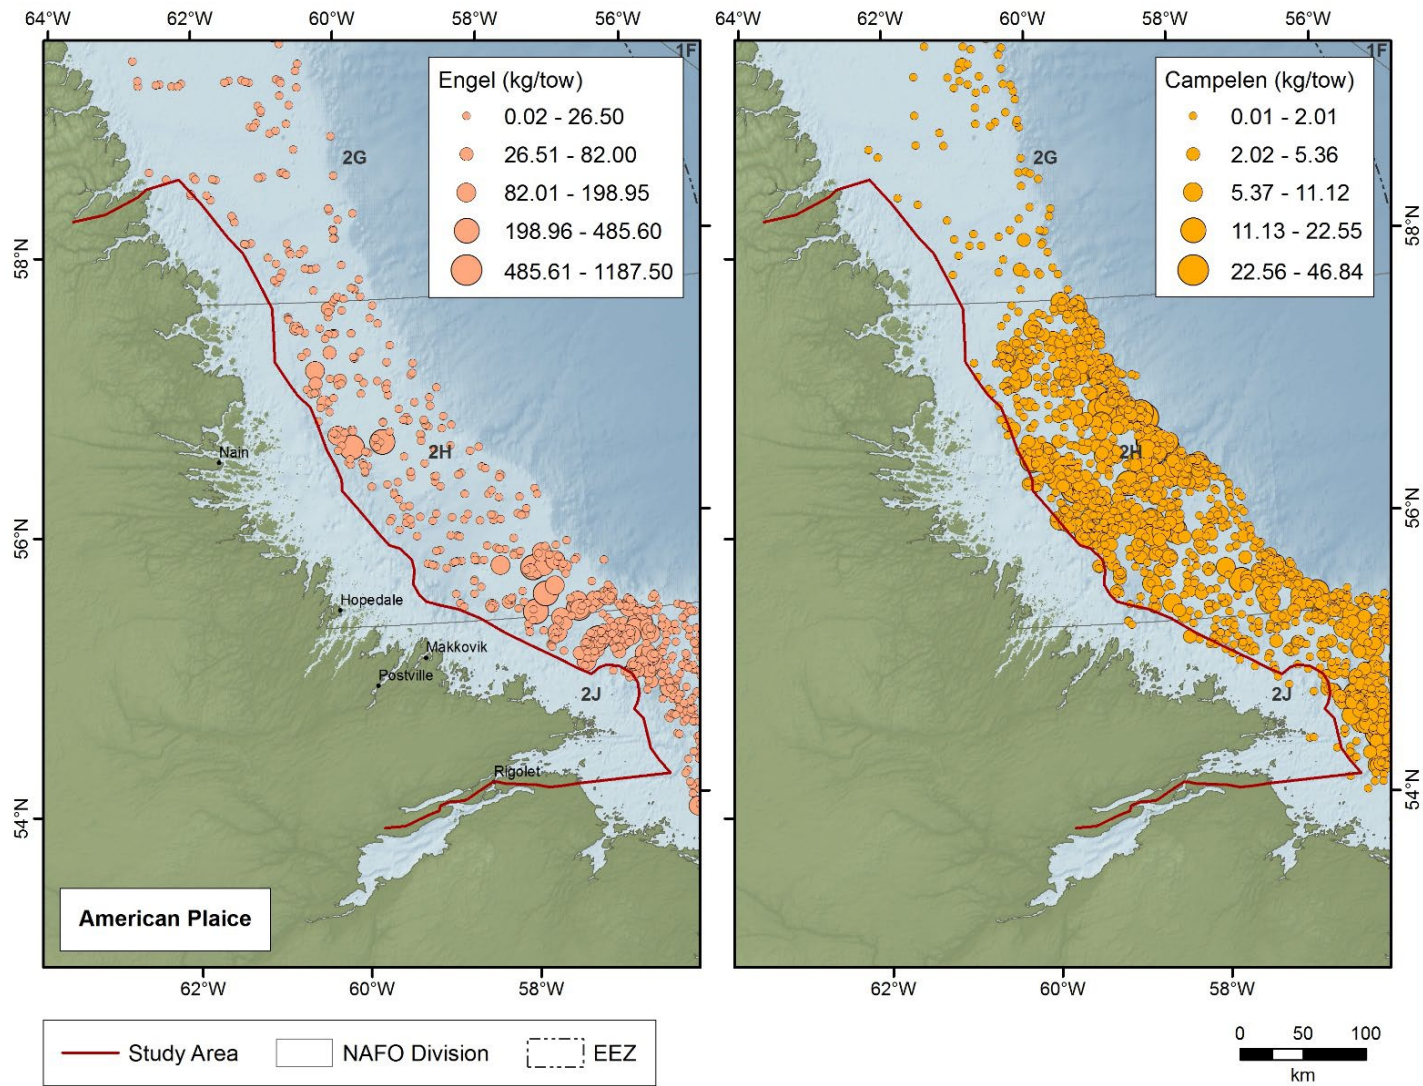 64°W 62°W 60°W 58°W 56°W
60°W 58°W 56°W
1F
1F
Engel (kg/tow)
0.02 - 26.50
26.51 - 82.00
82.01 - 198.95
198.96 - 485.60
485.61 - 1187.50
Campelen (kg/tow)
0.01 - 2.01
2.02 - 5.36
5.37 - 11.12
11.13 - 22.55
22.56 - 46.84
2G
2G
58°N
58°N
2H
2H
Nain
56°N
56°N
Hopedale
Makkovik
Postville
2J
2J
Rigolet
54°N
54°N
American Plaice
62°W 60°W 58°W
62°W 60°W 58°W
Study Area
NAFO Division
EEZ
0 50 100
km